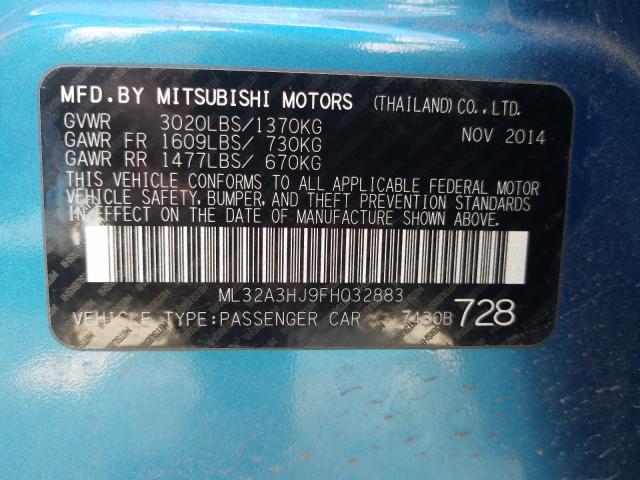 MFD.BY MITSUBISHI MOTORS (THAILAND)CO.,LTD.
GVWR 3020LBS/1370KG NOV 2014
GAWR FR 1609LBS/ 730KG
GAWR RR 1477LBS/ 670KG
THIS VEHICLE CONFORMS TO ALL APPLICABLE FEDERAL MOTOR
VEHICLE SAFETY, BUMPER, AND THEFT PREVENTION STANDARDS
IN EFFECT ON THE DATE OF MANUFACTURE SHOWN ABOVE.
ML32A3HJ9FH032883
VEHICLE TYPE:PASSENGER CAR 7430B 728